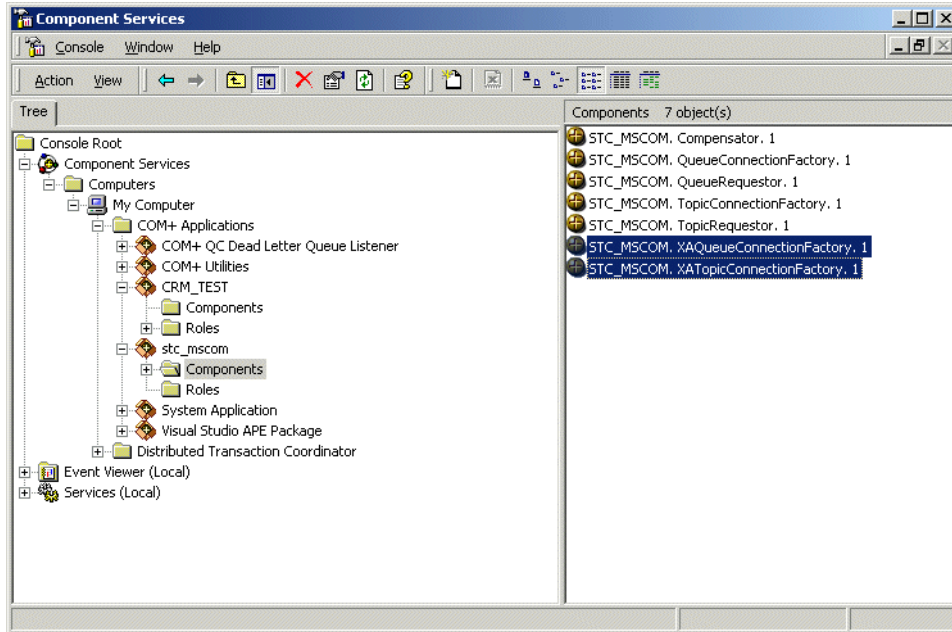 Component Services
Console Window Help
Action View
Tree
Components 7 object(s)
Console Root
Component Services
Computers
My Computer
COM+ Applications
COM+ QC Dead Letter Queue Listener
COM+ Utilities
CRM_TEST
Components
Roles
stc_mscom
Components
Roles
System Application
Visual Studio APE Package
Distributed Transaction Coordinator
Event Viewer (Local)
Services (Local)
STC_MSCOM. Compensator. 1
STC_MSCOM. QueueConnectionFactory. 1
STC_MSCOM. QueueRequestor. 1
STC_MSCOM. TopicConnectionFactory. 1
STC_MSCOM. TopicRequestor. 1
STC_MSCOM. XAQueueConnectionFactory. 1
STC_MSCOM. XATopicConnectionFactory. 1